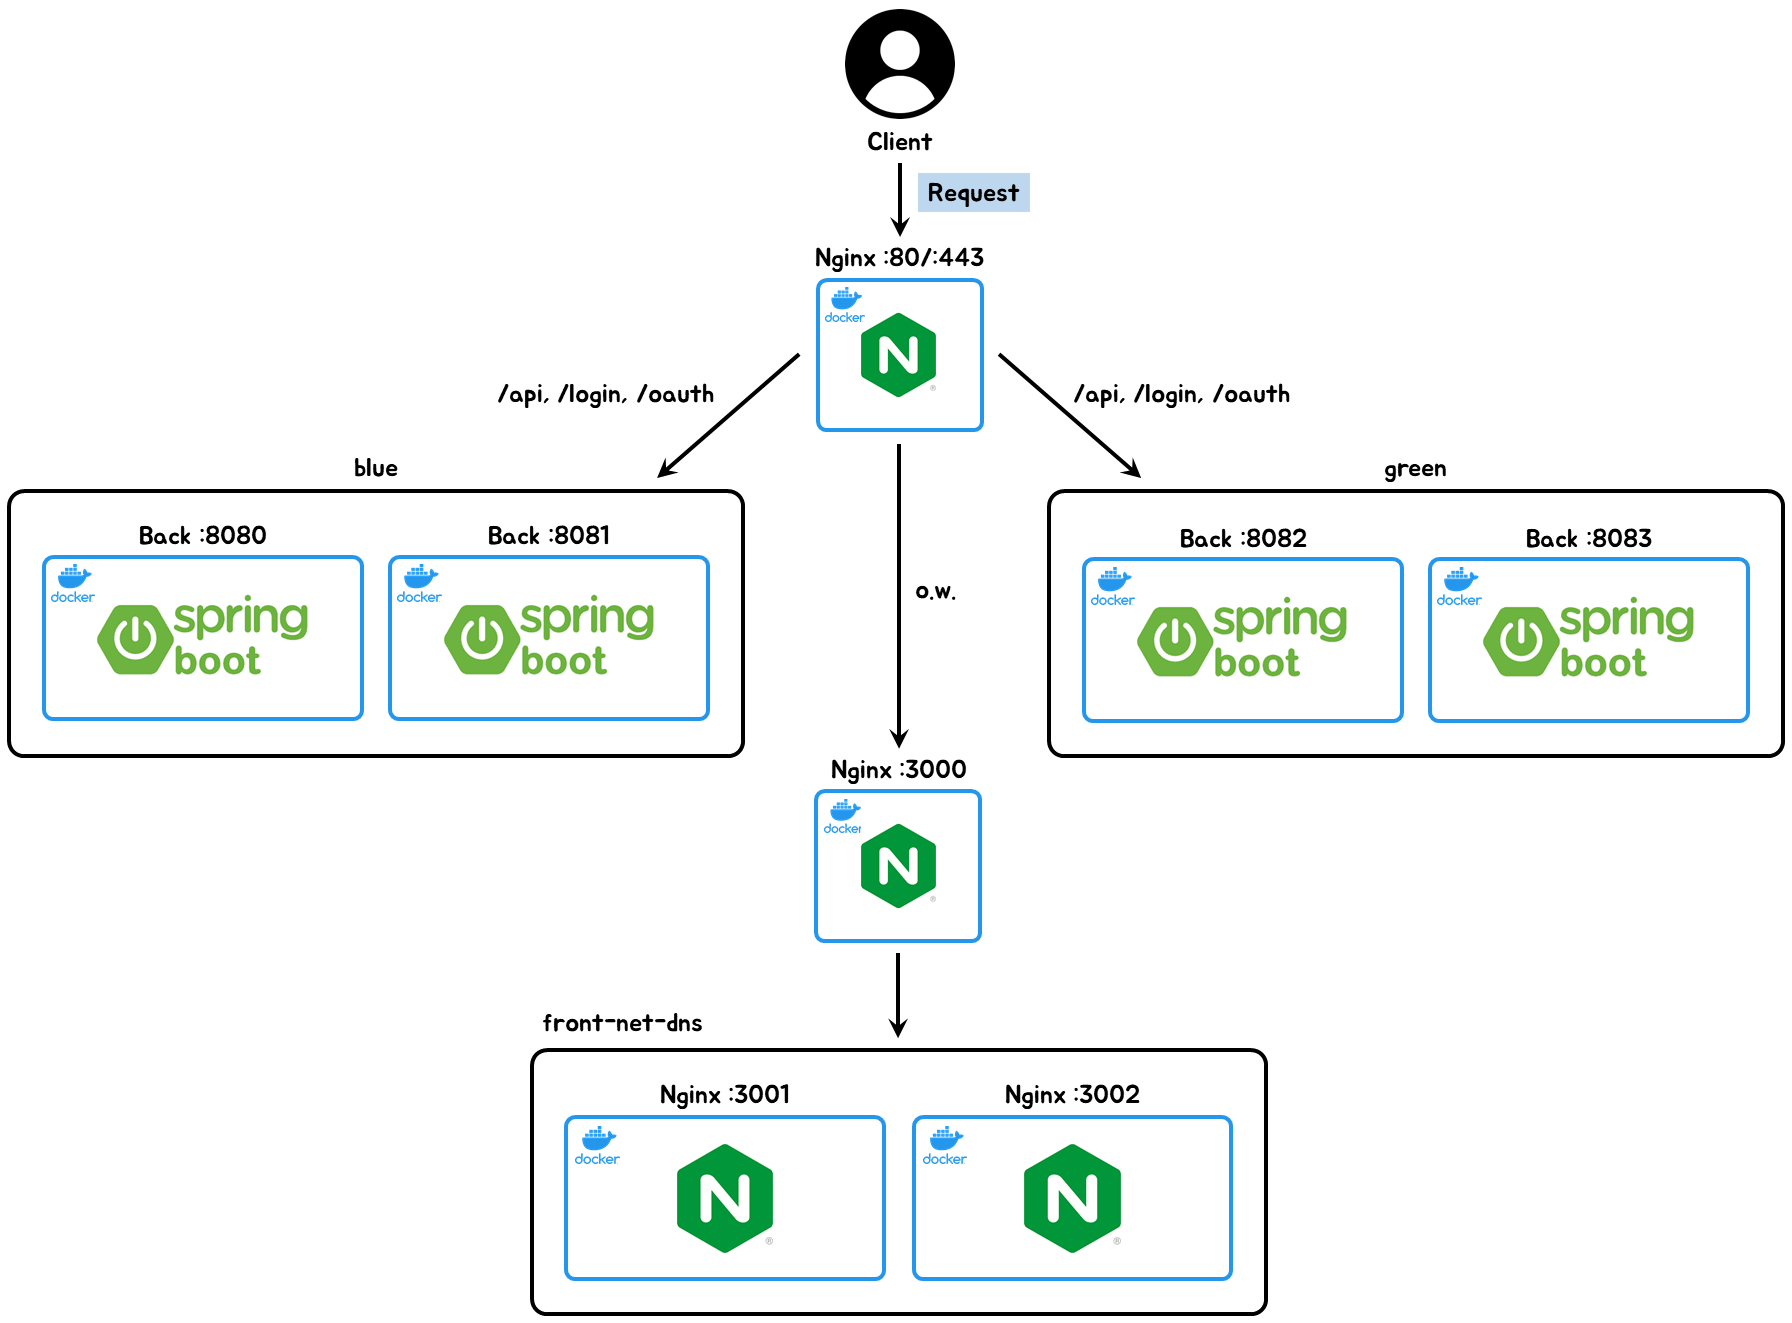 Client
Request
Nginx :80/:443
docker
/api, /login, /oauth
/api, /login, /oauth
blue
green
Back :8080
Back :8081
Back :8082
Back :8083
docker
spring
boot
docker
spring
boot
docker
spring
boot
docker
spring
boot
o.w.
Nginx :3000
docker
front-net-dns
Nginx :3001
Nginx :3002
docker
docker